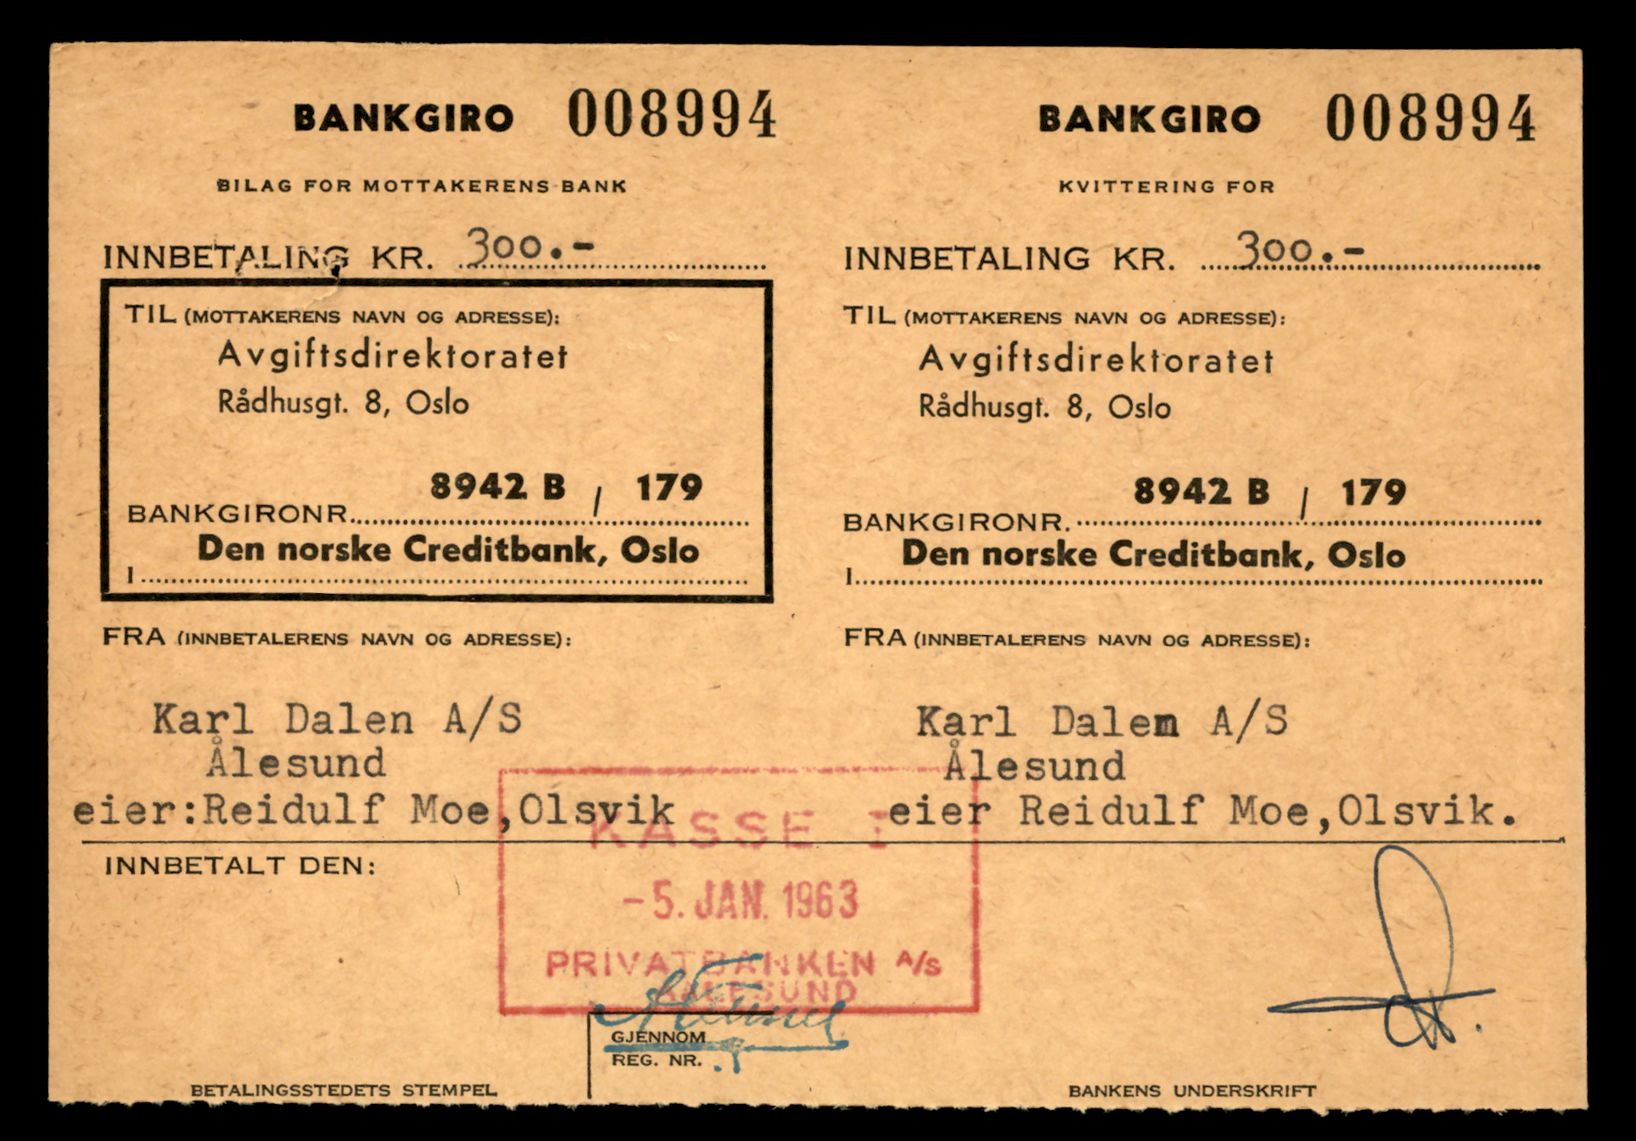 BANKGIRO 008994
BILAG FOR MOTTAKERENS BANK
INNBETALING KR. 300.-
TIL (MOTTAKERENS NAVN OG ADRESSE):
Avgiftsdirektoratet
Rådhusgt. 8, Oslo
8942 B / 179
BANKGIRONR.
Den norske Creditbank, Oslo
I
FRA (INNBETALERENS NAVN OG ADRESSE):
Karl Dalen A/S
Ålesund
eier:Reidulf Moe,Olsvik
BANKGIRO 008994
KVITTERING FOR
INNBETALING KR. 300.-
TIL (MOTTAKERENS NAVN OG ADRESSE):
Avgiftsdirektoratet
Rådhusgt. 8, Oslo
8942 B / 179
BANKGIRONR.
Den norske Creditbank, Oslo
I
FRA (INNBETALERENS NAVN OG ADRESSE):
Karl Dalen A/S
Ålesund
eier Reidulf Moe,Olsvik.
INNBETALT DEN:
KASSE I
-5. JAN. 1963
PRIVATBANKEN A/S
AALESUND
GJENNOM
REG. NR.
BETALINGSSTEDETS STEMPEL
BANKENS UNDERSKRIFT